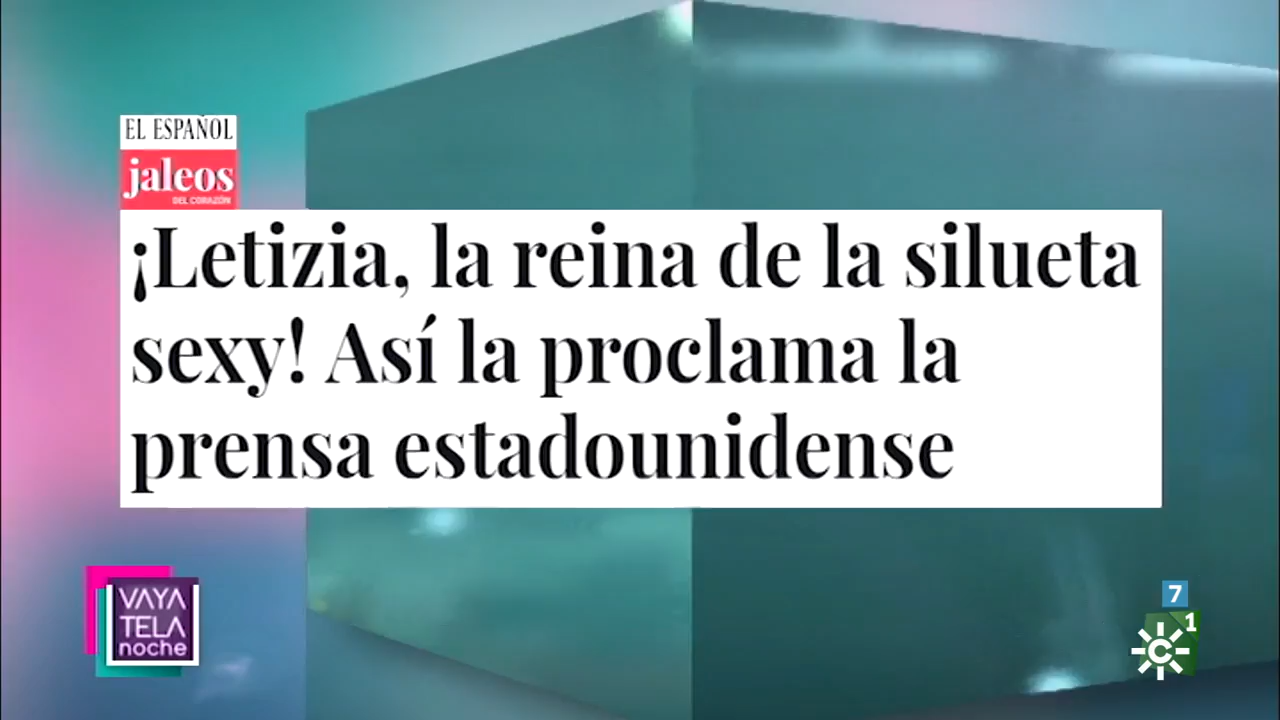 EL ESPAÑOL
jaleos
DEL CORAZÓN
¡Letizia, la reina de la silueta
sexy! Así la proclama la
prensa estadounidense
VAYA
TELA
noche
7
1
C